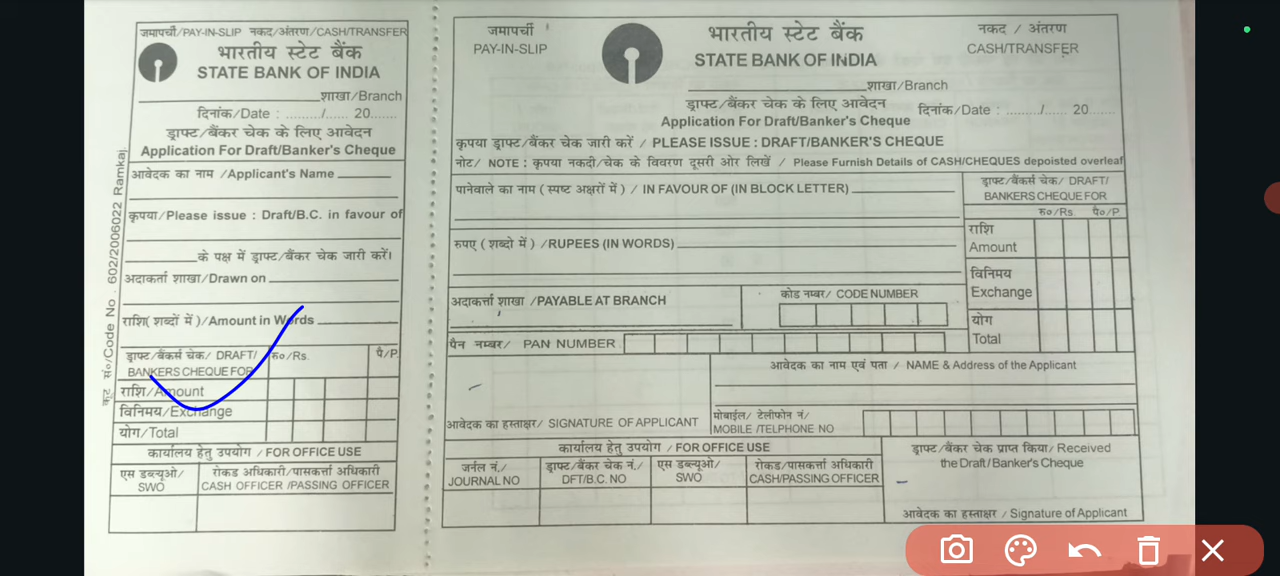 जमापर्ची/PAY-IN-SLIP नकद/अंतरण/CASH/TRANSFER
भारतीय स्टेट बैंक
STATE BANK OF INDIA
शाखा/Branch
दिनांक/Date : ........./...... 20......
ड्राफ्ट/बैंकर चेक के लिए आवेदन
Application For Draft/Banker's Cheque
आवेदक का नाम /Applicant's Name
कृपया/Please issue : Draft/B.C. in favour of
के पक्ष में ड्राफ्ट/बैंकर चेक जारी करें।
अदाकर्ता शाखा/Drawn on
राशि( शब्दों में )/Amount in Words
ड्राफ्ट/बैंकर्स चेक/ DRAFT/ रू०/Rs. पै/P.
BANKERS CHEQUE FOR
राशि/Amount
विनिमय/Exchange
योग/Total
कार्यालय हेतु उपयोग / FOR OFFICE USE
एस डब्ल्यूओ/ रोकड अधिकारी/पासकर्त्ता अधिकारी
SWO CASH OFFICER /PASSING OFFICER
कूट सं०/Code No. 602/2006022 Ramkaj
जमापर्ची
PAY-IN-SLIP
भारतीय स्टेट बैंक
STATE BANK OF INDIA
नकद / अंतरण
CASH/TRANSFER
शाखा/Branch
ड्राफ्ट/बैंकर चेक के लिए आवेदन दिनांक/Date : ........./...... 20......
Application For Draft/Banker's Cheque
कृपया ड्राफ्ट/बैंकर चेक जारी करें / PLEASE ISSUE : DRAFT/BANKER'S CHEQUE
नोट/ NOTE : कृपया नकदी/चेक के विवरण दूसरी ओर लिखें / Please Furnish Details of CASH/CHEQUES depoisted overleaf
पानेवाले का नाम ( स्पष्ट अक्षरों में ) / IN FAVOUR OF (IN BLOCK LETTER)
ड्राफ्ट/बैंकर्स चेक/ DRAFT/
BANKERS CHEQUE FOR
रू०/Rs. पै०/P
रुपए ( शब्दो में ) /RUPEES (IN WORDS)
राशि
Amount
विनिमय
Exchange
योग
Total
अदाकर्त्ता शाखा /PAYABLE AT BRANCH
कोड नम्बर/ CODE NUMBER
पैन नम्बर/ PAN NUMBER
आवेदक का नाम एवं पता / NAME & Address of the Applicant
आवेदक का हस्ताक्षर/ SIGNATURE OF APPLICANT
मोबाईल/ टेलीफोन नं/
MOBILE /TELPHONE NO
कार्यालय हेतु उपयोग / FOR OFFICE USE
जर्नल नं./ ड्राफ्ट/बैंकर चेक नं./ एस डब्ल्यूओ/ रोकड/पासकर्त्ता अधिकारी
JOURNAL NO DFT/B.C. NO SWO CASH/PASSING OFFICER
ड्राफ्ट/बैंकर चेक प्राप्त किया/ Received
the Draft/Banker's Cheque
आवेदक का हस्ताक्षर / Signature of Applicant